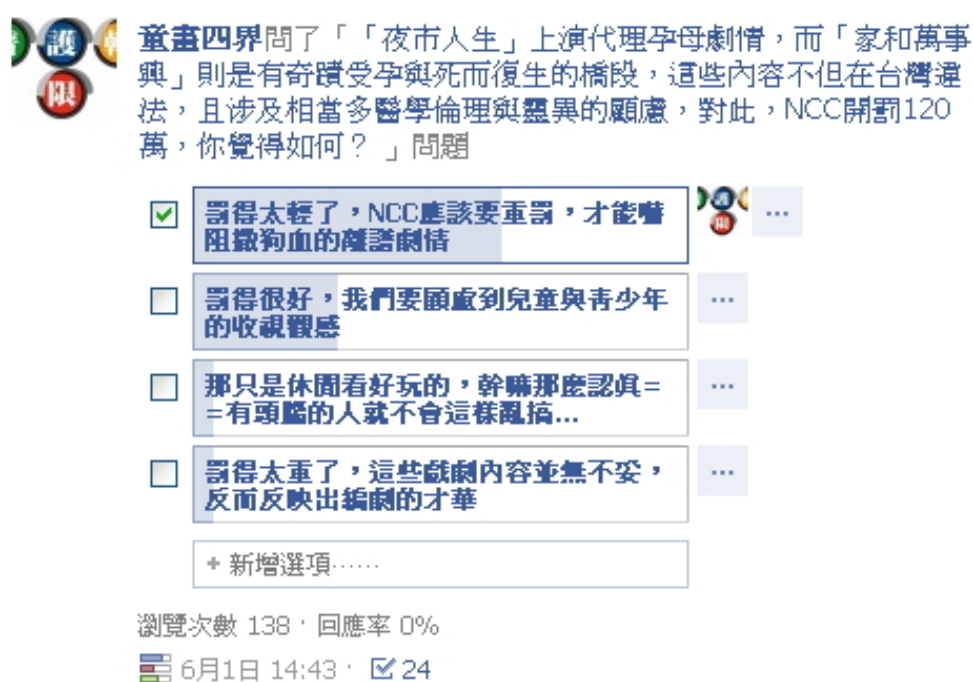 童畫四界問了「「夜市人生」上演代理孕母劇情，而「家和萬事
興」則是有奇蹟受孕與死而復生的橋段，這些內容不但在台灣違
法，且涉及相當多醫學倫理與靈異的顧慮，對此，NCC開罰120
萬，你覺得如何？ 」問題
罰得太輕了，NCC應該要重罰，才能嚇
阻灑狗血的離譜劇情
罰得很好，我們要顧慮到兒童與青少年
的收視觀感
那只是休閒看好玩的，幹嘛那麼認真=
=有頭腦的人就不會這樣亂搞...
罰得太重了，這些戲劇內容並無不妥，
反而反映出編劇的才華
+ 新增選項……
瀏覽次數 138 · 回應率 0%
6月1日 14:43 · 24
護
限